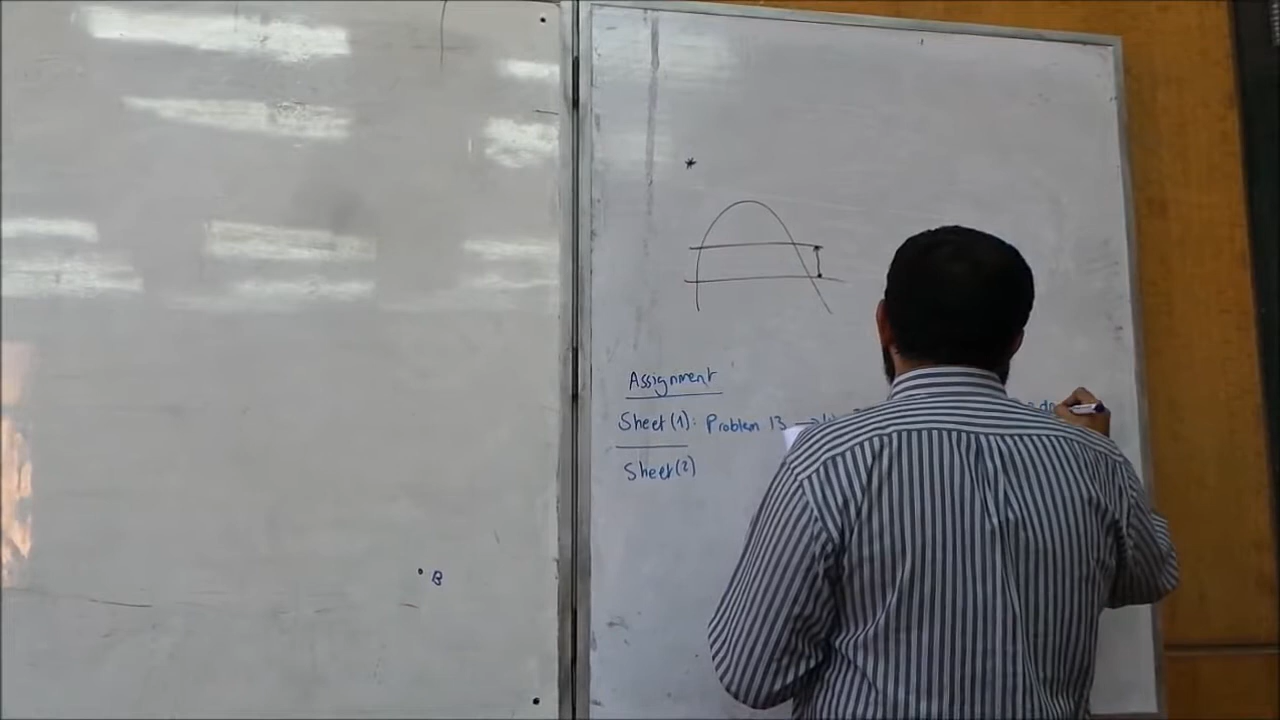 Assignment
Sheet(1): Problem 13 →
Sheet(2)
B